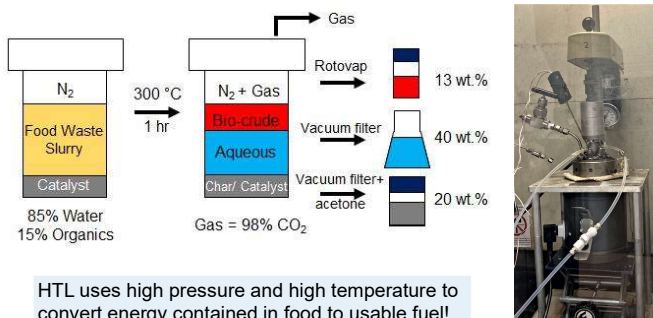 Gas
N₂
Food Waste
Slurry
Catalyst
85% Water
15% Organics
300 °C
1 hr
N₂ + Gas
Bio-crude
Aqueous
Char/ Catalyst
Gas = 98% CO₂
Rotovap
13 wt.%
Vacuum filter
40 wt.%
Vacuum filter+
acetone
20 wt.%
2
HTL uses high pressure and high temperature to
convert energy contained in food to usable fuel!